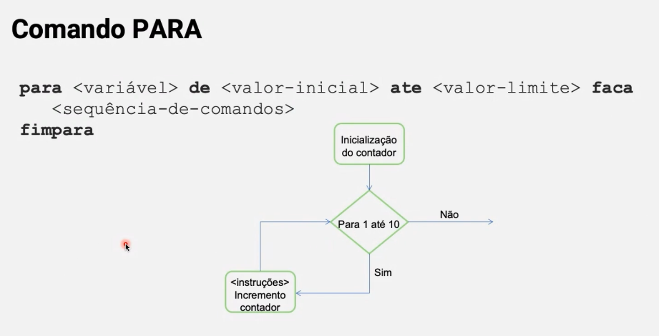 Comando PARA
para <variável> de <valor-inicial> ate <valor-limite> faca
<sequência-de-comandos>
fimpara
Inicialização
do contador
Para 1 até 10
Não
Sim
<instruções>
Incremento
contador